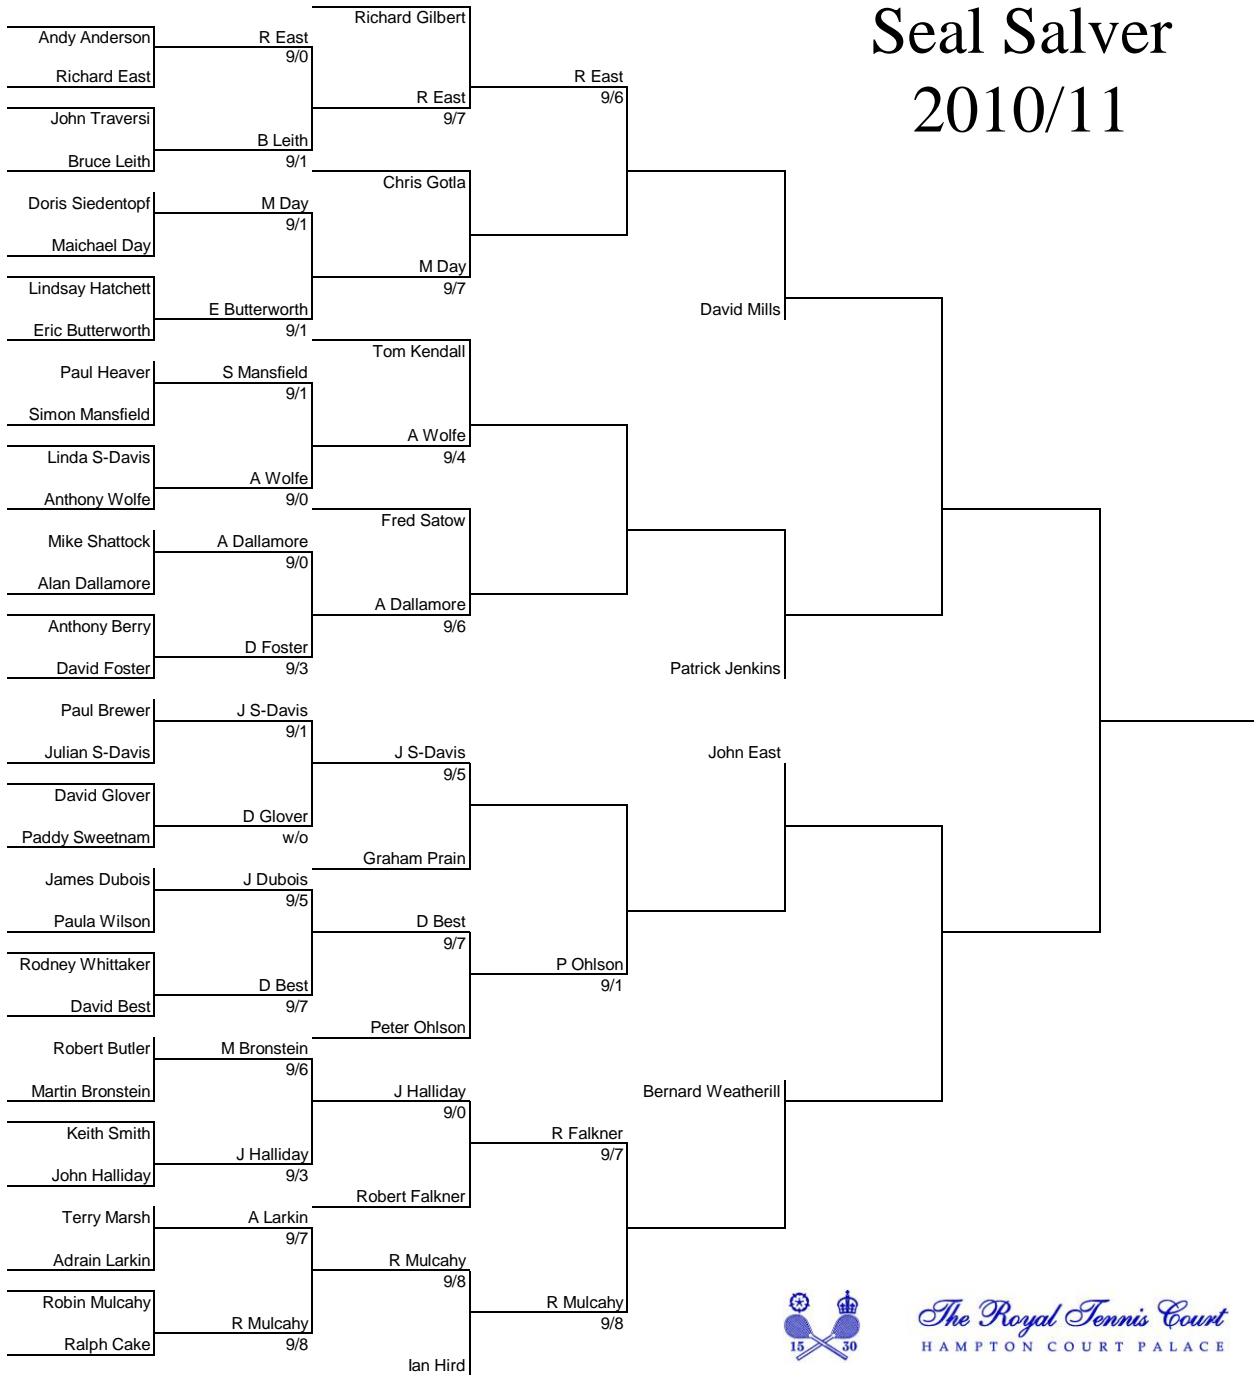 Seal Salver
2010/11
Richard Gilbert
Andy Anderson
R East
9/0
Richard East
R East
9/6
R East
9/7
John Traversi
B Leith
9/1
Bruce Leith
Chris Gotla
Doris Siedentopf
M Day
9/1
Maichael Day
M Day
9/7
Lindsay Hatchett
E Butterworth
9/1
Eric Butterworth
David Mills
Tom Kendall
Paul Heaver
S Mansfield
9/1
Simon Mansfield
A Wolfe
9/4
Linda S-Davis
A Wolfe
9/0
Anthony Wolfe
Fred Satow
Mike Shattock
A Dallamore
9/0
Alan Dallamore
A Dallamore
9/6
Anthony Berry
D Foster
9/3
David Foster
Patrick Jenkins
Paul Brewer
J S-Davis
9/1
Julian S-Davis
J S-Davis
9/5
John East
David Glover
D Glover
w/o
Paddy Sweetnam
Graham Prain
James Dubois
J Dubois
9/5
Paula Wilson
D Best
9/7
Rodney Whittaker
P Ohlson
9/1
D Best
9/7
David Best
Peter Ohlson
Robert Butler
M Bronstein
9/6
Martin Bronstein
J Halliday
9/0
Bernard Weatherill
Keith Smith
R Falkner
9/7
J Halliday
9/3
John Halliday
Robert Falkner
Terry Marsh
A Larkin
9/7
Adrain Larkin
R Mulcahy
9/8
Robin Mulcahy
R Mulcahy
9/8
R Mulcahy
9/8
Ralph Cake
Ian Hird
15 30
The Royal Tennis Court
HAMPTON COURT PALACE